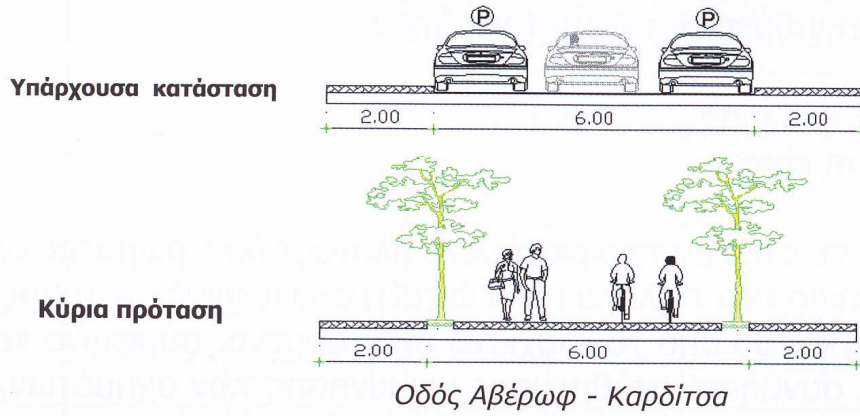 P P
Υπάρχουσα κατάσταση
2.00 6.00 2.00
Κύρια πρόταση
2.00 6.00 2.00
Οδός Αβέρωφ - Καρδίτσα